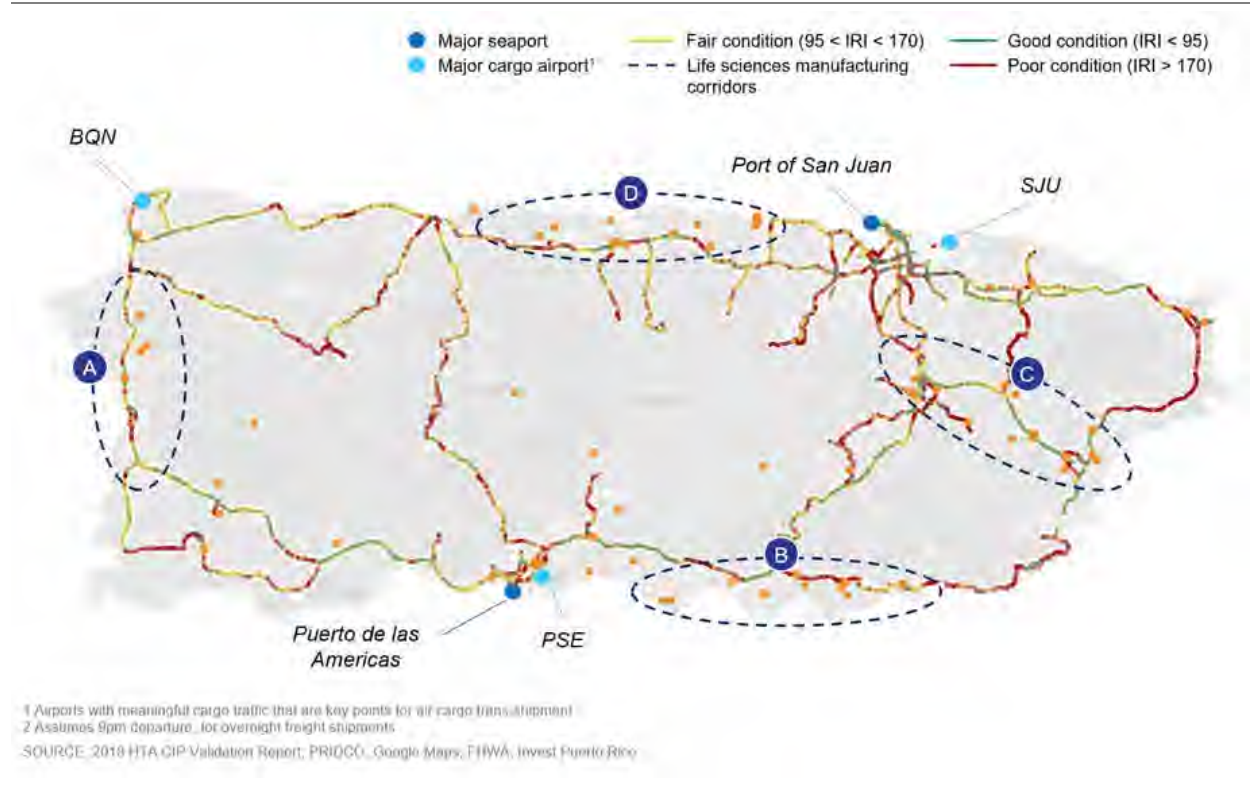 Major seaport
Fair condition (95 < IRI < 170)
Good condition (IRI < 95)
Major cargo airport¹
Life sciences manufacturing
corridors
Poor condition (IRI > 170)
BQN
D
Port of San Juan
SJU
A
C
B
Puerto de las
Americas
PSE
1 Airports with meaningful cargo traffic that are key points for air cargo trans-shipment
2 Assumes 9pm departure, for overnight freight shipments
SOURCE: 2018 HTA CIP Validation Report, PRIDCO, Google Maps, FHWA, Invest Puerto Rico